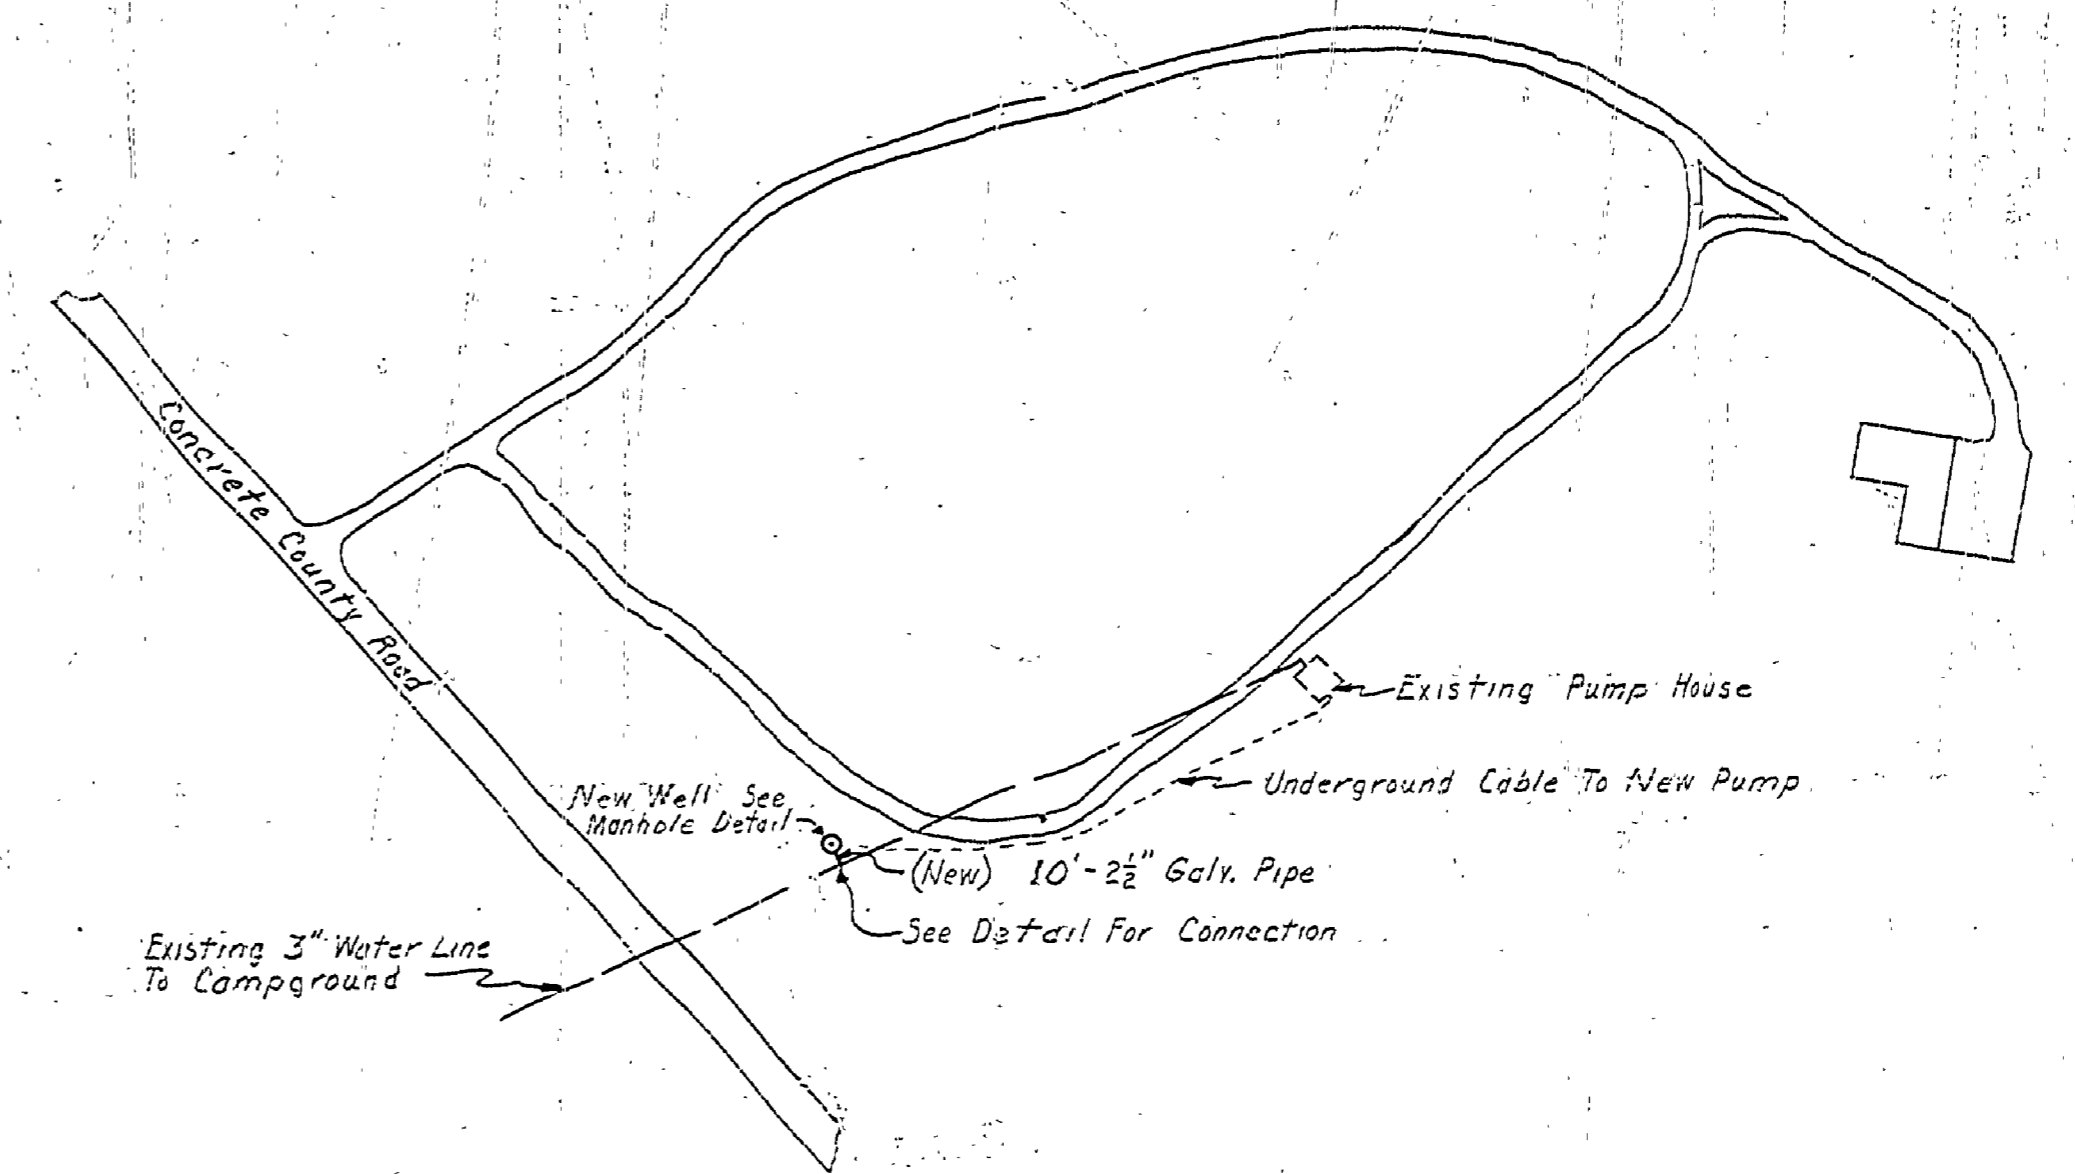 Concrete County Road
Existing Pump House
Underground Cable To New Pump
New Well See
Manhole Detail
(New) 10'-2½" Galv. Pipe
See Detail For Connection
Existing 3" Water Line
To Campground